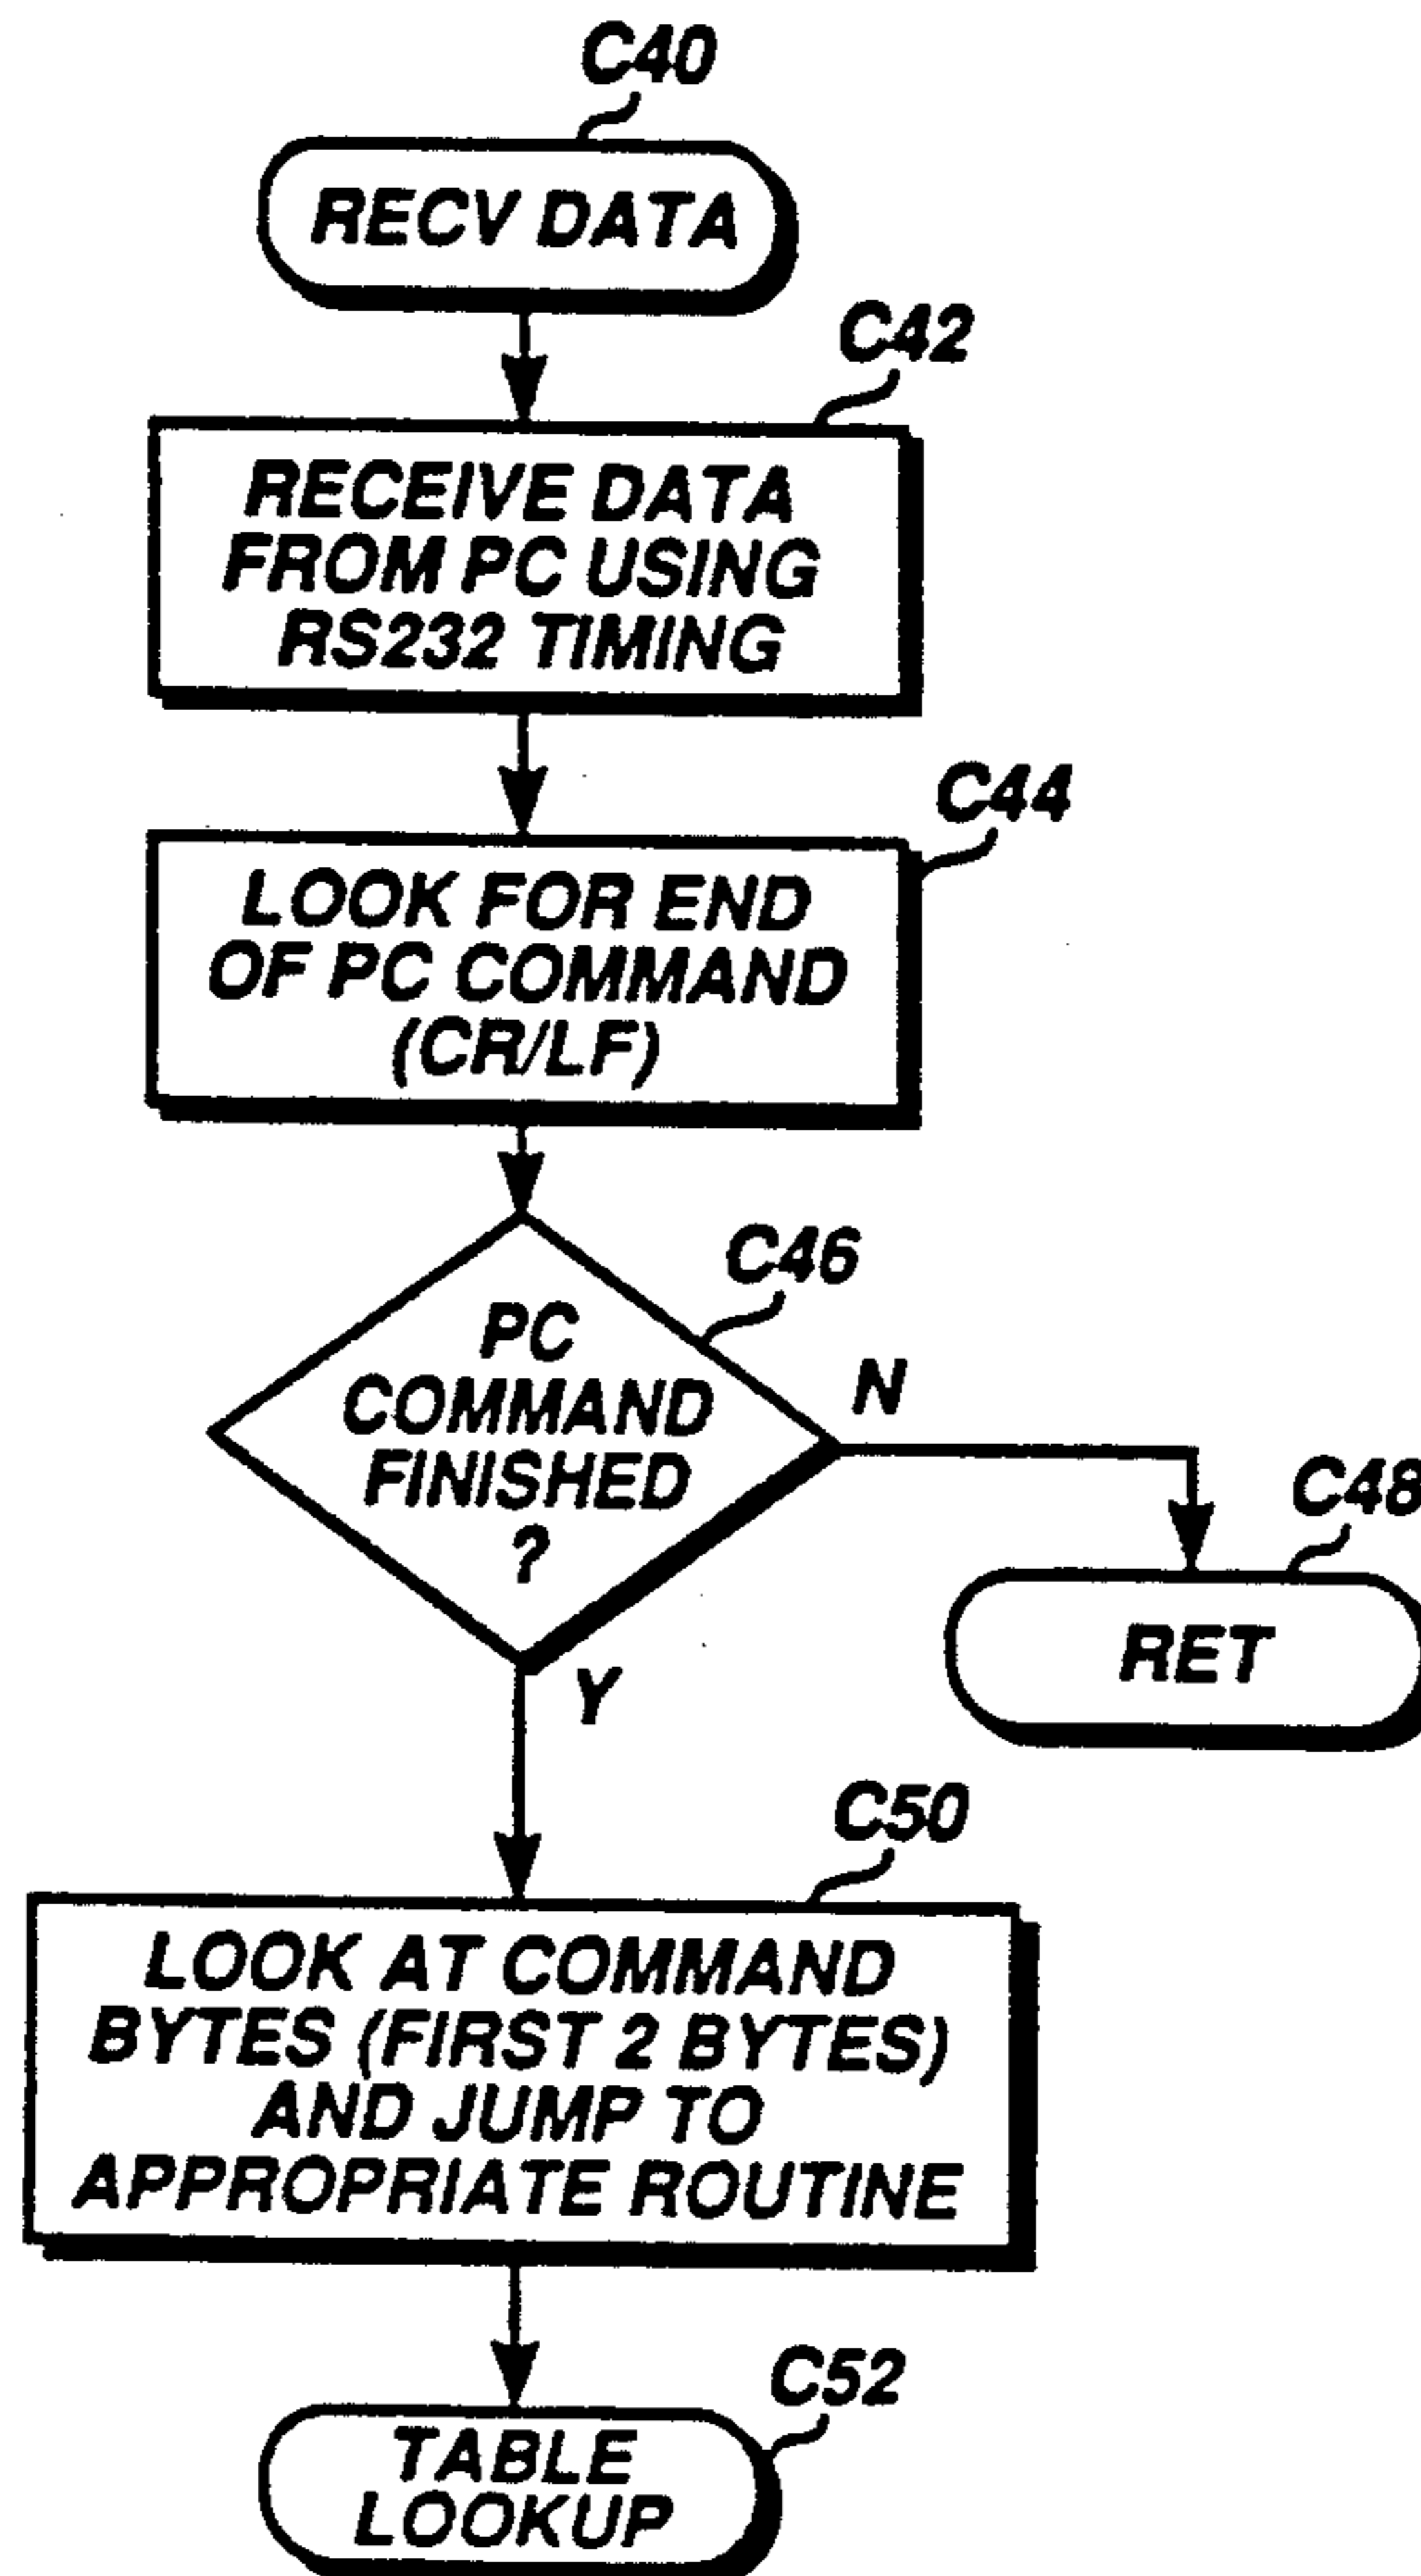 C40
RECV DATA
C42
RECEIVE DATA
FROM PC USING
RS232 TIMING
C44
LOOK FOR END
OF PC COMMAND
(CR/LF)
C46
PC
COMMAND
FINISHED
?
N
C48
RET
Y
C50
LOOK AT COMMAND
BYTES (FIRST 2 BYTES)
AND JUMP TO
APPROPRIATE ROUTINE
C52
TABLE
LOOKUP